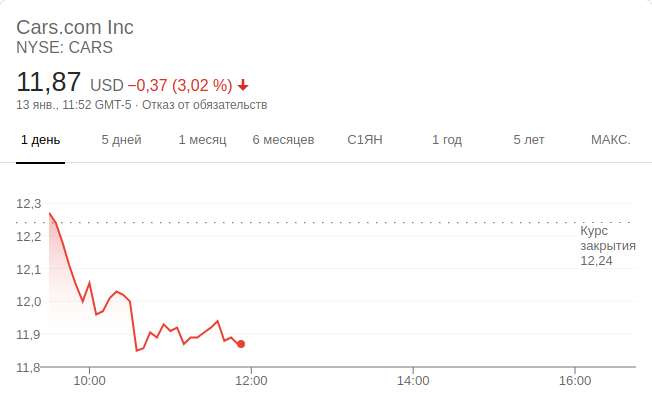 Cars.com Inc
NYSE: CARS
11,87 USD −0,37 (3,02 %)
13 янв., 11:52 GMT-5 · Отказ от обязательств
1 день 5 дней 1 месяц 6 месяцев С1ЯН 1 год 5 лет МАКС.
12,3
12,2
12,1
12,0
11,9
11,8
Курс
закрытия
12,24
10:00 12:00 14:00 16:00